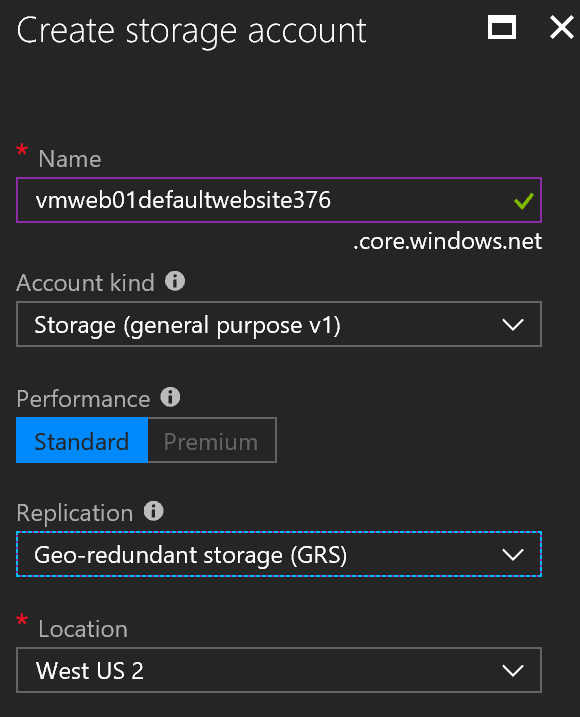 Create storage account
* Name
vmweb01defaultwebsite376
.core.windows.net
Account kind
Storage (general purpose v1)
Performance
Standard Premium
Replication
Geo-redundant storage (GRS)
* Location
West US 2